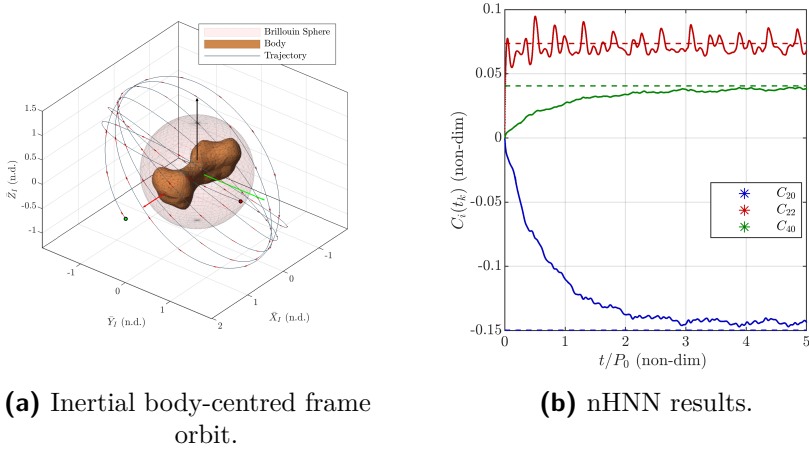 Brillouin Sphere
Body
Trajectory
1.5
1
0.5
0
-0.5
-1
Z̄_I (n.d.)
-1
0
1
2
Ȳ_I (n.d.)
-1
0
1
X̄_I (n.d.)
(a) Inertial body-centred frame
orbit.
0.1
0.05
0
-0.05
-0.1
-0.15
C_i(t_k) (non-dim)
C_20
C_22
C_40
0 1 2 3 4 5
t/P_0 (non-dim)
(b) nHNN results.